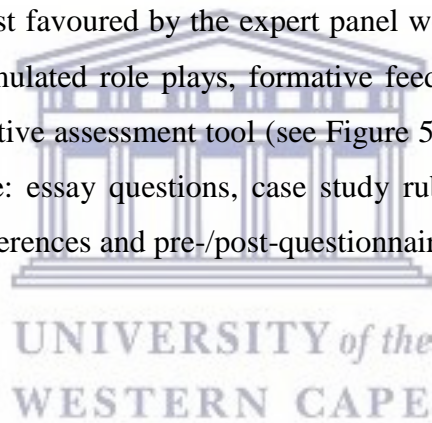 st favoured by the expert panel w
mulated role plays, formative feed
tive assessment tool (see Figure 5
e: essay questions, case study ru
erences and pre-/post-questionnair
UNIVERSITY of the
WESTERN CAPE